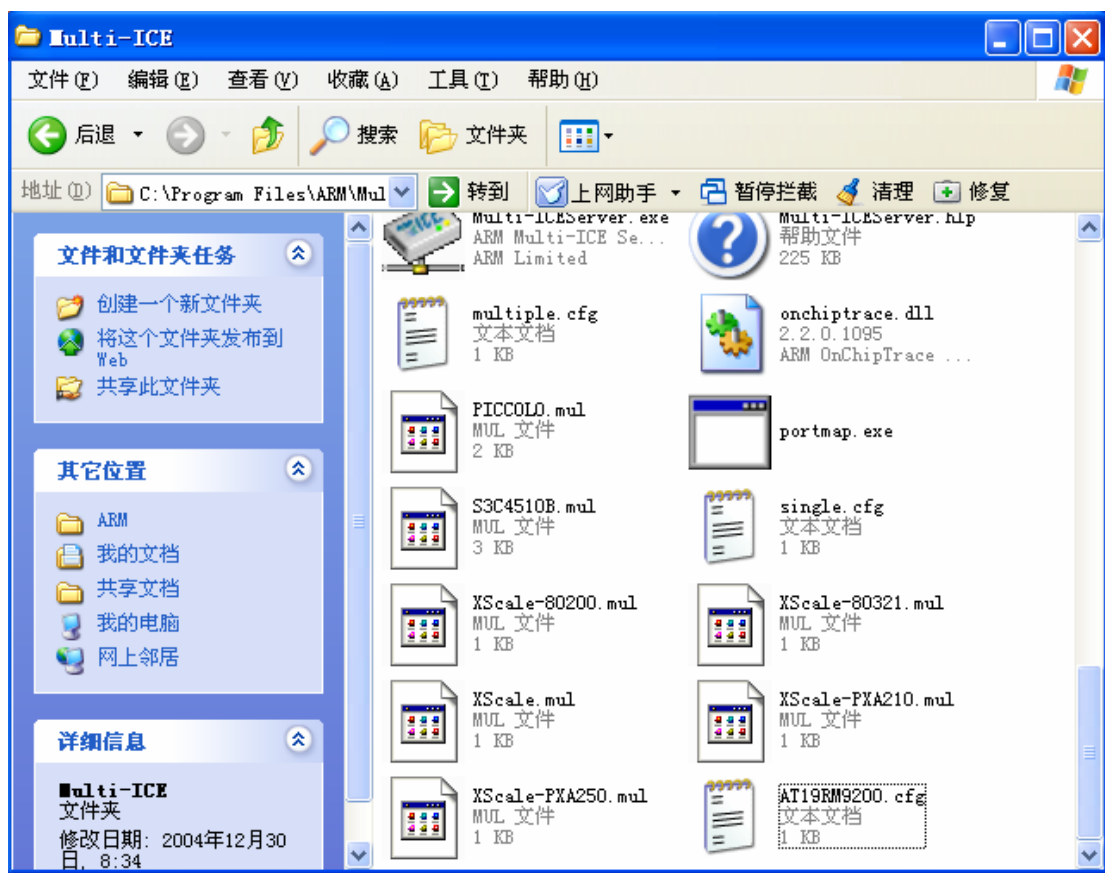 Multi-ICE
文件(F) 编辑(E) 查看(V) 收藏(A) 工具(T) 帮助(H)
后退 搜索 文件夹
地址(D) C:\Program Files\ARM\Mul 转到 上网助手 暂停拦截 清理 修复
文件和文件夹任务
创建一个新文件夹
将这个文件夹发布到
Web
共享此文件夹
其它位置
ARM
我的文档
共享文档
我的电脑
网上邻居
详细信息
Multi-ICE
文件夹
修改日期: 2004年12月30
日, 8:34
Multi-ICEServer.exe
ARM Multi-ICE Se...
ARM Limited
Multi-ICEServer.hlp
帮助文件
225 KB
multiple.cfg
文本文档
1 KB
onchiptrace.dll
2.2.0.1095
ARM OnChipTrace ...
PICCOLO.mul
MUL 文件
2 KB
portmap.exe
S3C4510B.mul
MUL 文件
3 KB
single.cfg
文本文档
1 KB
XScale-80200.mul
MUL 文件
1 KB
XScale-80321.mul
MUL 文件
1 KB
XScale.mul
MUL 文件
1 KB
XScale-PXA210.mul
MUL 文件
1 KB
XScale-PXA250.mul
MUL 文件
1 KB
AT19RM9200.cfg
文本文档
1 KB